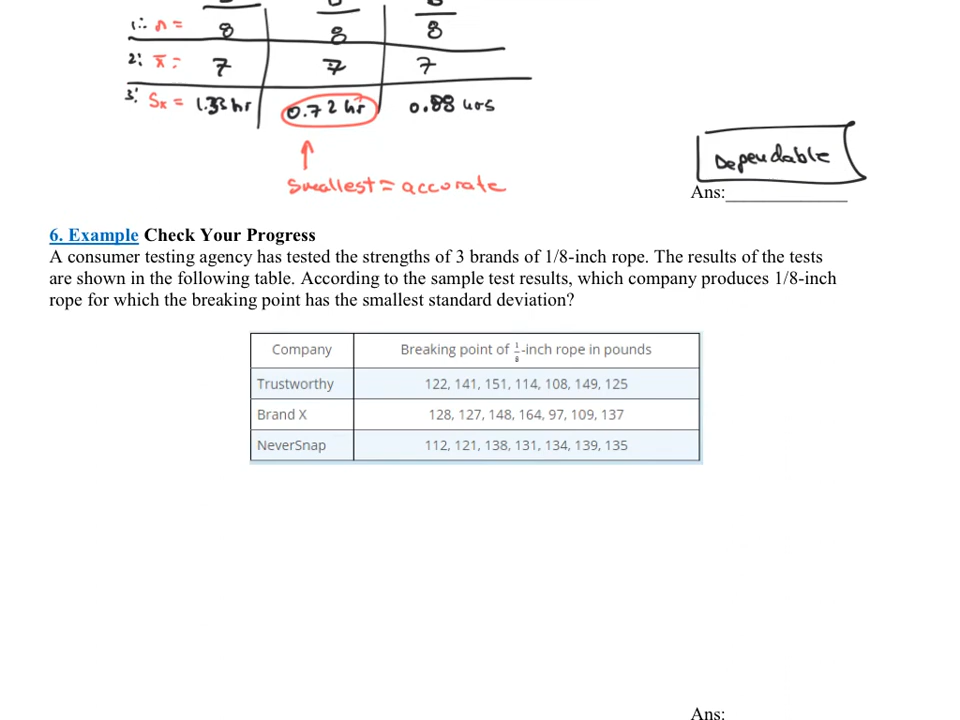 1: n = 8 8 8
2: x̄ = 7 7 7
3: Sx = 1.33 hr 0.72 hr 0.88 hrs
Dependable
smallest = accorate
Ans:______________
6. Example Check Your Progress
A consumer testing agency has tested the strengths of 3 brands of 1/8-inch rope. The results of the tests
are shown in the following table. According to the sample test results, which company produces 1/8-inch
rope for which the breaking point has the smallest standard deviation?
Company Breaking point of 1/8-inch rope in pounds
Trustworthy 122, 141, 151, 114, 108, 149, 125
Brand X 128, 127, 148, 164, 97, 109, 137
NeverSnap 112, 121, 138, 131, 134, 139, 135
Ans: